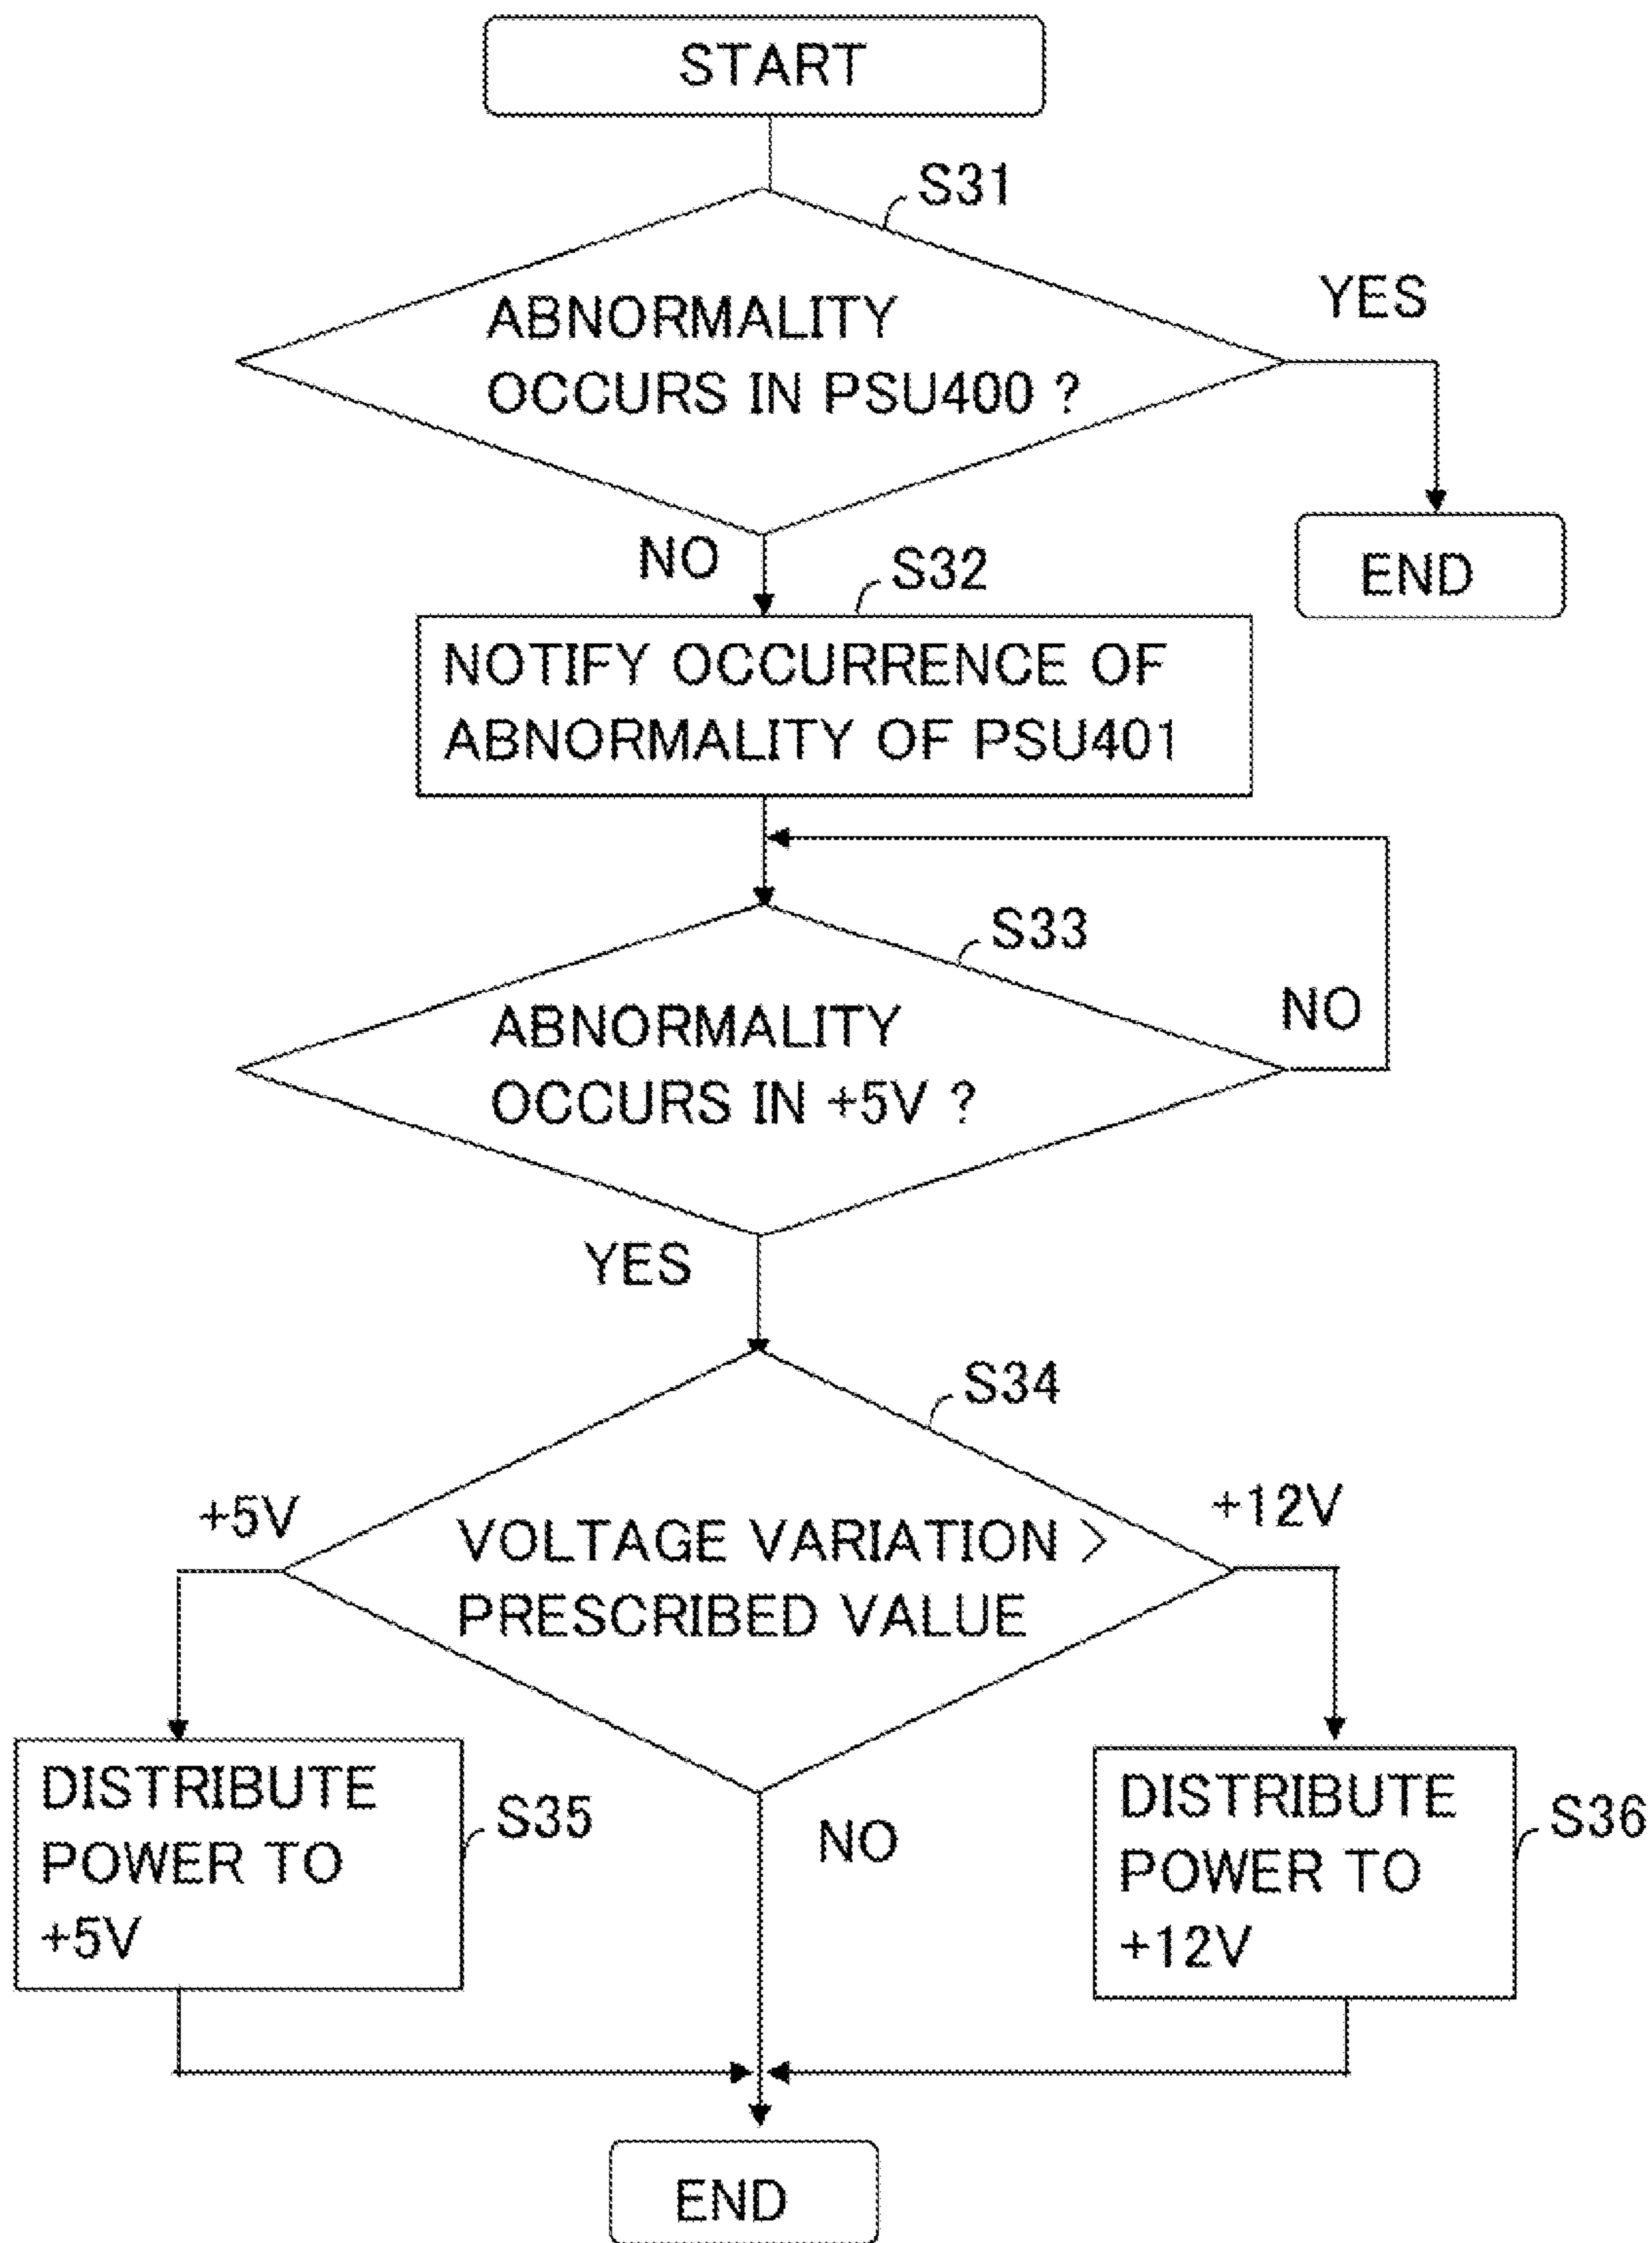 START
S31
ABNORMALITY
OCCURS IN PSU400 ?
YES
END
NO
S32
NOTIFY OCCURRENCE OF
ABNORMALITY OF PSU401
S33
ABNORMALITY
OCCURS IN +5V ?
NO
YES
S34
+5V
VOLTAGE VARIATION >
PRESCRIBED VALUE
+12V
DISTRIBUTE
POWER TO
+5V
S35
NO
DISTRIBUTE
POWER TO
+12V
S36
END